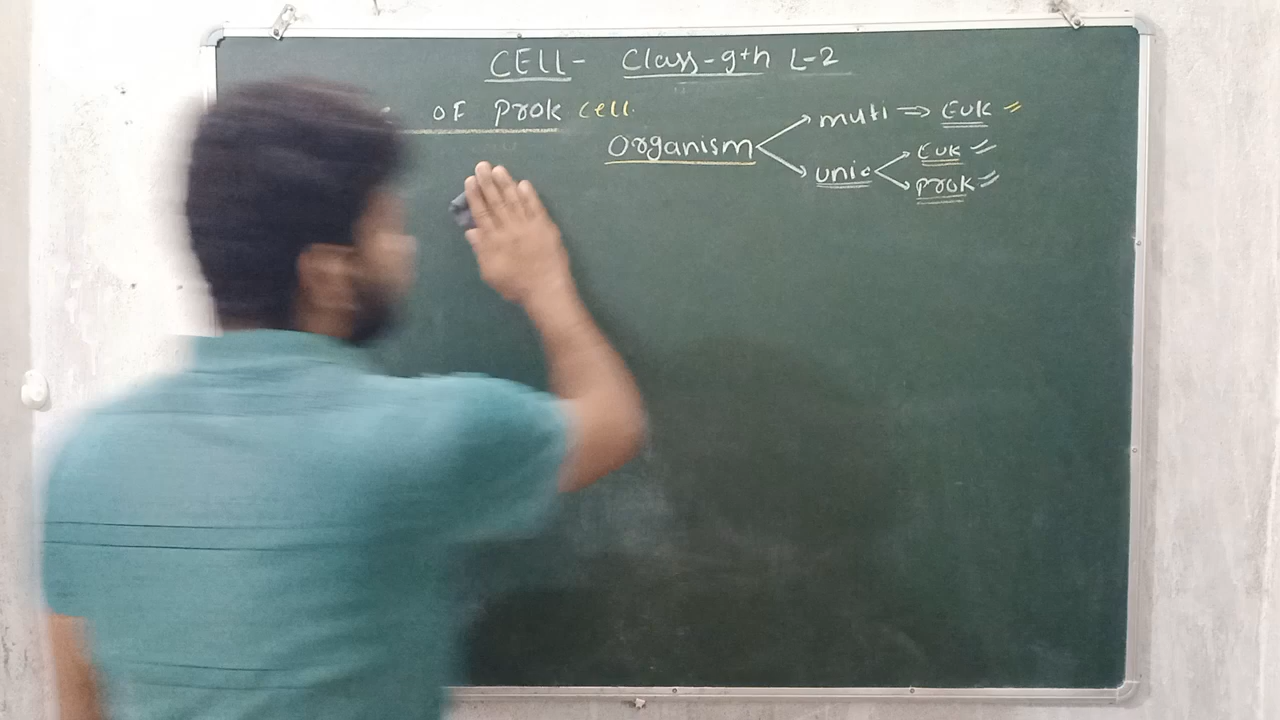 CELL- Class-9th L-2
OF Prok cell.
Organism
muti ⇒ EUK
unic
EUK
Prok